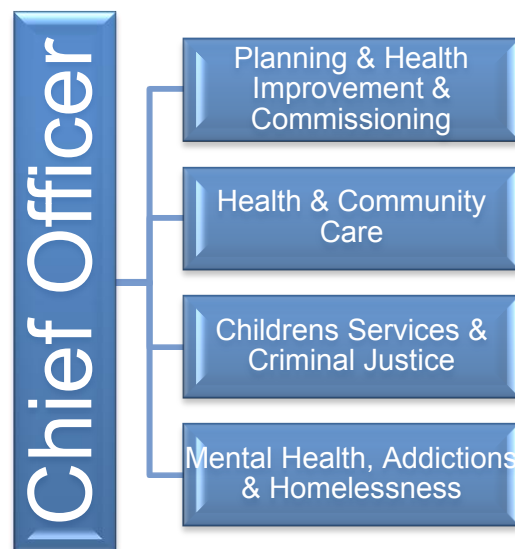 Chief Officer
Planning & Health
Improvement &
Commissioning
Health & Community
Care
Childrens Services &
Criminal Justice
Mental Health, Addictions
& Homelessness